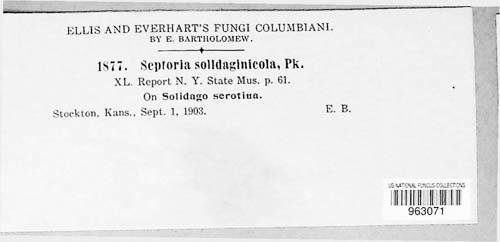 ELLIS AND EVERHART'S FUNGI COLUMBIANI.
BY E. BARTHOLOMEW.
1877. Septoria solidaginicola, Pk.
XL. Report N. Y. State Mus. p. 61.
On Solidago serotina.
Stockton, Kans., Sept. 1, 1903. E. B.
US NATIONAL FUNGUS COLLECTIONS
963071